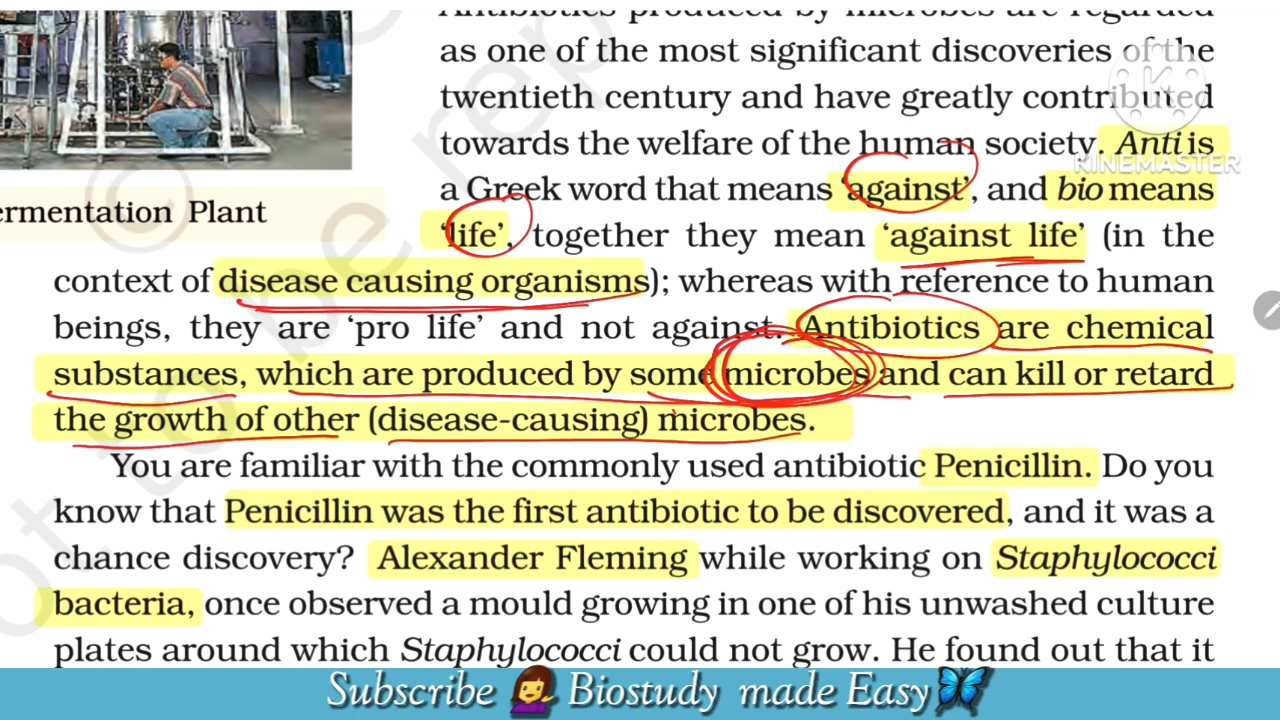 Antibiotics produced by microbes are regarded
as one of the most significant discoveries of the
twentieth century and have greatly contributed
towards the welfare of the human society. Anti is
a Greek word that means ‘against’, and bio means
‘life’, together they mean ‘against life’ (in the
context of disease causing organisms); whereas with reference to human
beings, they are ‘pro life’ and not against. Antibiotics are chemical
substances, which are produced by some microbes and can kill or retard
the growth of other (disease-causing) microbes.
You are familiar with the commonly used antibiotic Penicillin. Do you
know that Penicillin was the first antibiotic to be discovered, and it was a
chance discovery? Alexander Fleming while working on Staphylococci
bacteria, once observed a mould growing in one of his unwashed culture
plates around which Staphylococci could not grow. He found out that it
ermentation Plant
KINEMASTER
Subscribe 💁‍♀️ Biostudy made Easy 🦋